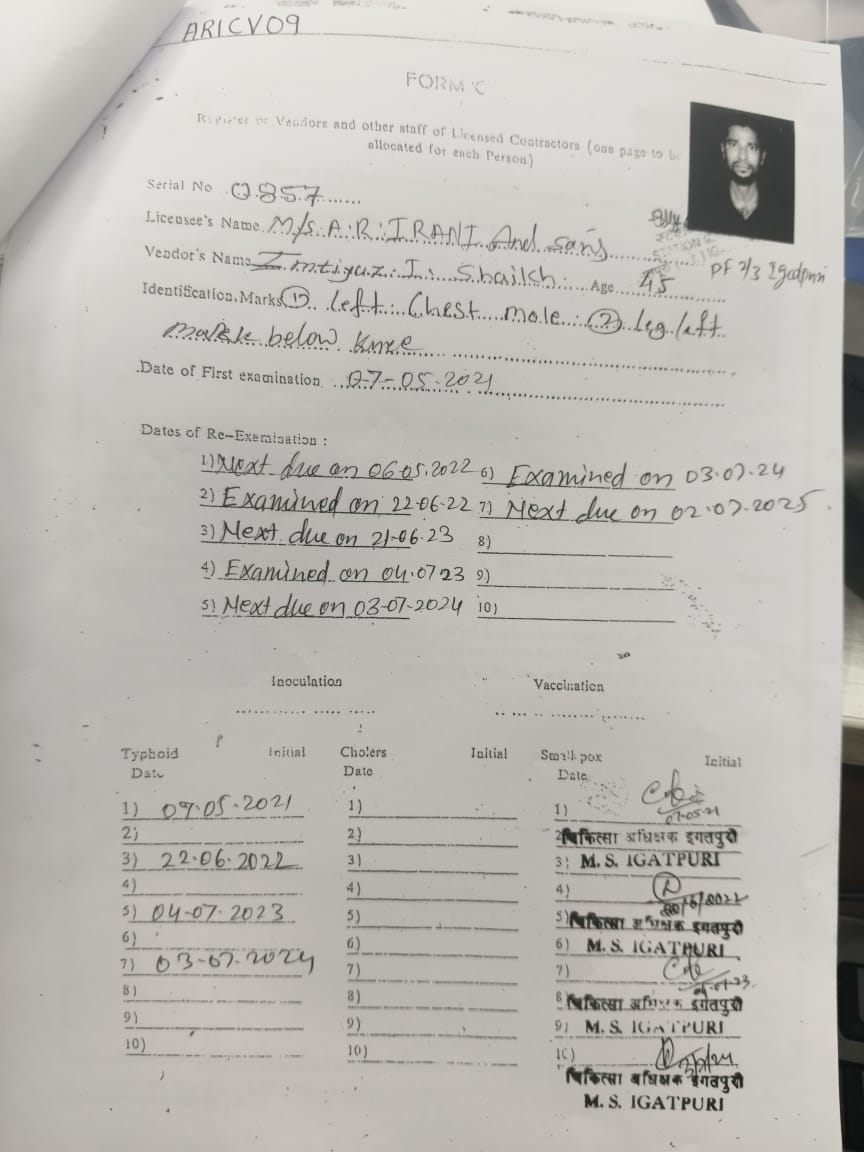 ARICV09
FORM 'C
Register of Vendors and other staff of Licensed Contractors (one page to be
allocated for each Person)
Serial No 0857
Licensee's Name M/S. A. R. IRANI And sans
Vendor's Name Imtiyaz. I. Shaikh Age 45
PF 2/3 Igatpuri
Identification Marks ① left Chest mole ② leg left
below knee
Date of First examination 07-05-2021
Dates of Re-Examination :
1) Next due on 06.05.2022 6) Examined on 03.07.24
2) Examined on 22-06-22 7) Next due on 02.07.2025
3) Next due on 21-06-23 8)
4) Examined on 04.07.23 9)
5) Next due on 03-07-2024 10)
Inoculation Vaccination
Typhoid Initial Cholers Initial Small pox Initial
Date Date Date
1) 07.05.2021 1) 1)
07-05-21
2) 2) 2) चिकित्सा अधिक्षक इगतपुरी
3) 22.06.2022 3) 3) M. S. IGATPURI
4) 4) 4)
5) 04-07-2023 5) 5) चिकित्सा अधिक्षक इगतपुरी
6) 6) 6) M. S. IGATPURI
7) 03-07-2024 7) 7)
8) 8) 8 चिकित्सा अधिक्षक इगतपुरी
9) 9) 9) M. S. IGATPURI
10) 10) 10)
चिकित्सा अधिक्षक इगतपुरी
M. S. IGATPURI